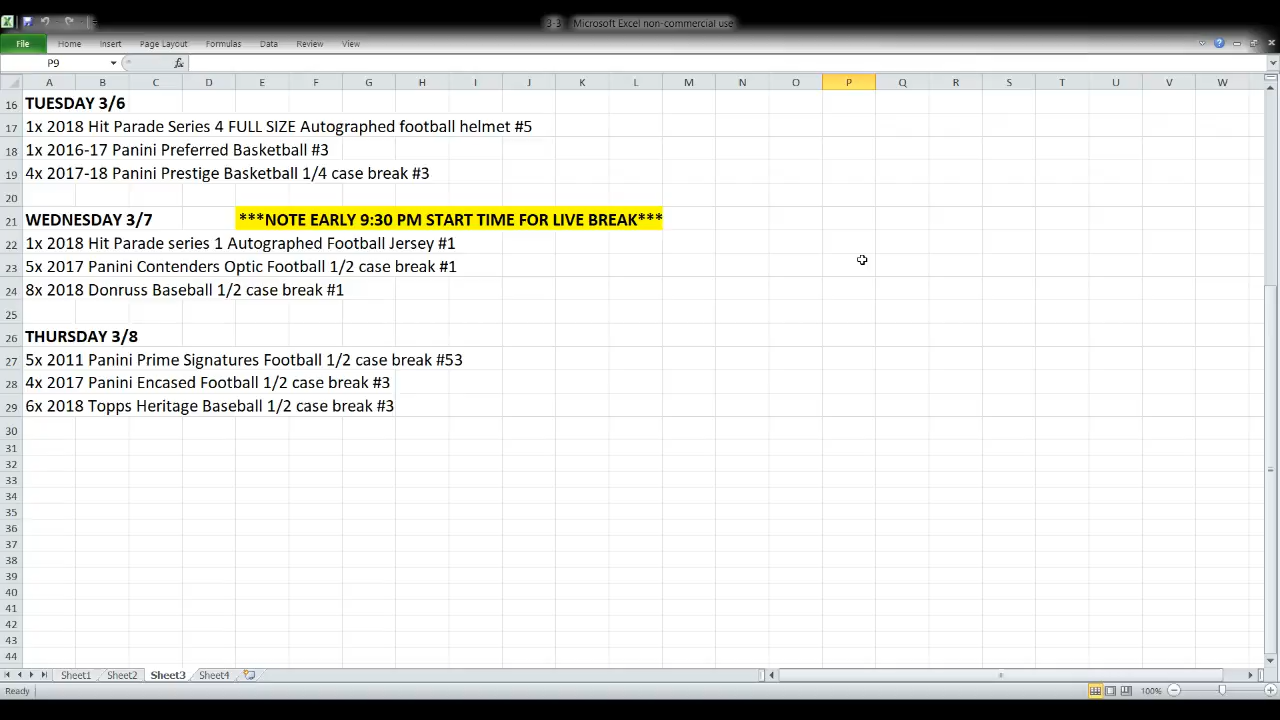 3-3 - Microsoft Excel non-commercial use
File Home Insert Page Layout Formulas Data Review View
P9 fx
A B C D E F G H I J K L M N O P Q R S T U V W
16 TUESDAY 3/6
17 1x 2018 Hit Parade Series 4 FULL SIZE Autographed football helmet #5
18 1x 2016-17 Panini Preferred Basketball #3
19 4x 2017-18 Panini Prestige Basketball 1/4 case break #3
20
21 WEDNESDAY 3/7 ***NOTE EARLY 9:30 PM START TIME FOR LIVE BREAK***
22 1x 2018 Hit Parade series 1 Autographed Football Jersey #1
23 5x 2017 Panini Contenders Optic Football 1/2 case break #1
24 8x 2018 Donruss Baseball 1/2 case break #1
25
26 THURSDAY 3/8
27 5x 2011 Panini Prime Signatures Football 1/2 case break #53
28 4x 2017 Panini Encased Football 1/2 case break #3
29 6x 2018 Topps Heritage Baseball 1/2 case break #3
30
31
32
33
34
35
36
37
38
39
40
41
42
43
44
Sheet1 Sheet2 Sheet3 Sheet4
Ready 100%